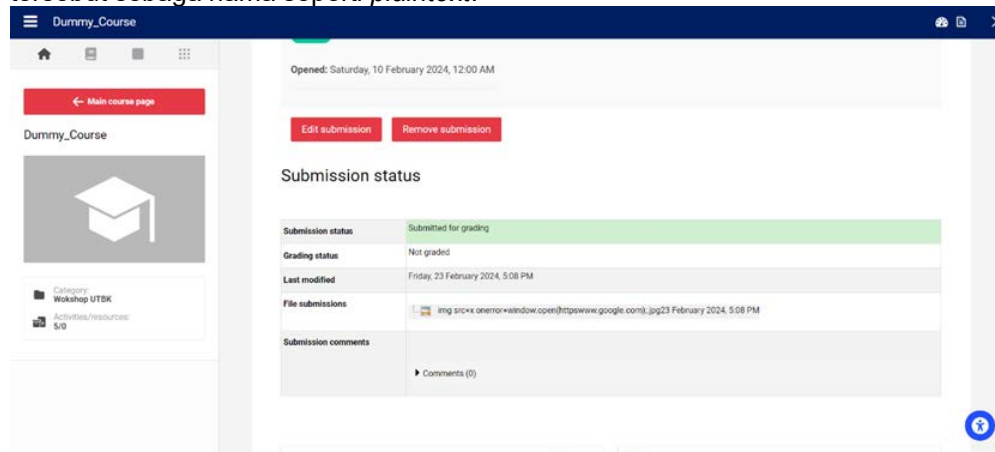 tersebut sebagai nama seperti plaintext.
Dummy_Course
← Main course page
Dummy_Course
Category:
Wokshop UTBK
Activities/resources:
5/0
Opened: Saturday, 10 February 2024, 12:00 AM
Edit submission Remove submission
Submission status
Submission status Submitted for grading
Grading status Not graded
Last modified Friday, 23 February 2024, 5:08 PM
File submissions img src=x onerror=window.open(httpswww.google.com);.jpg23 February 2024, 5:08 PM
Submission comments
Comments (0)